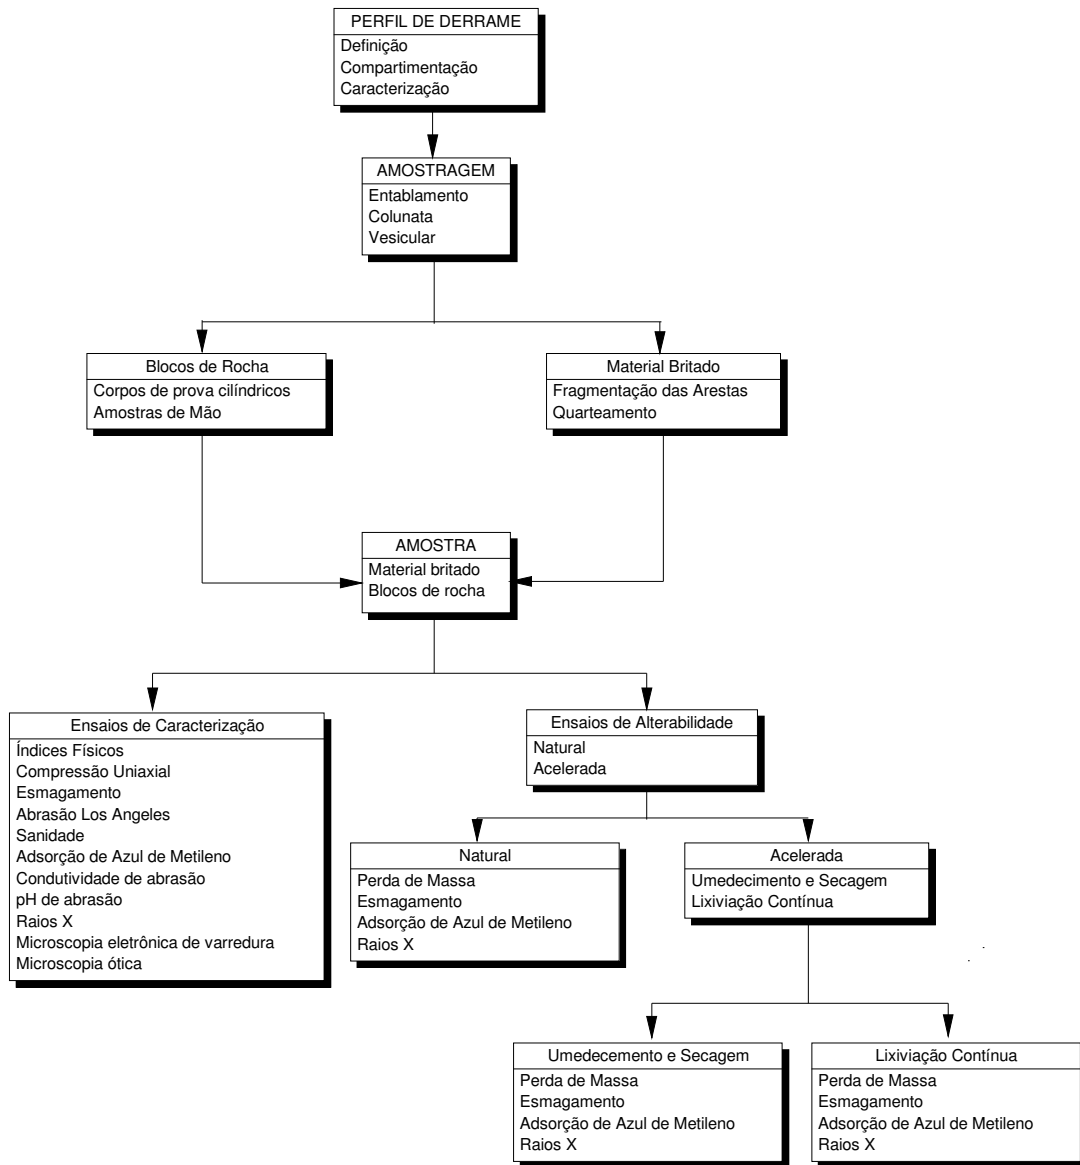 PERFIL DE DERRAME
Definição
Compartimentação
Caracterização
AMOSTRAGEM
Entablamento
Colunata
Vesicular
Blocos de Rocha
Corpos de prova cilíndricos
Amostras de Mão
Material Britado
Fragmentação das Arestas
Quarteamento
AMOSTRA
Material britado
Blocos de rocha
Ensaios de Caracterização
Índices Físicos
Compressão Uniaxial
Esmagamento
Abrasão Los Angeles
Sanidade
Adsorção de Azul de Metileno
Condutividade de abrasão
pH de abrasão
Raios X
Microscopia eletrônica de varredura
Microscopia ótica
Ensaios de Alterabilidade
Natural
Acelerada
Natural
Perda de Massa
Esmagamento
Adsorção de Azul de Metileno
Raios X
Acelerada
Umedecimento e Secagem
Lixiviação Contínua
Umedecemento e Secagem
Perda de Massa
Esmagamento
Adsorção de Azul de Metileno
Raios X
Lixiviação Contínua
Perda de Massa
Esmagamento
Adsorção de Azul de Metileno
Raios X